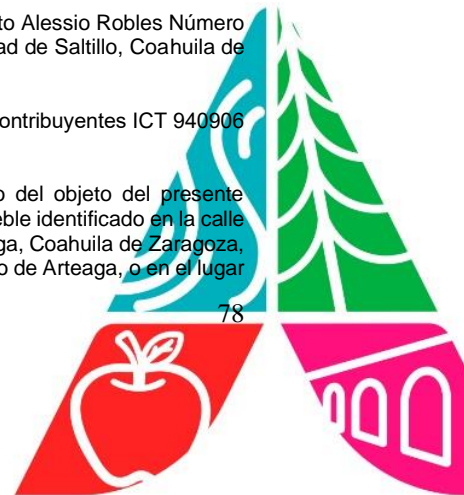 to Alessio Robles Número
ad de Saltillo, Coahuila de
ontribuyentes ICT 940906
o del objeto del presente
eble identificado en la calle
ga, Coahuila de Zaragoza,
o de Arteaga, o en el lugar
78